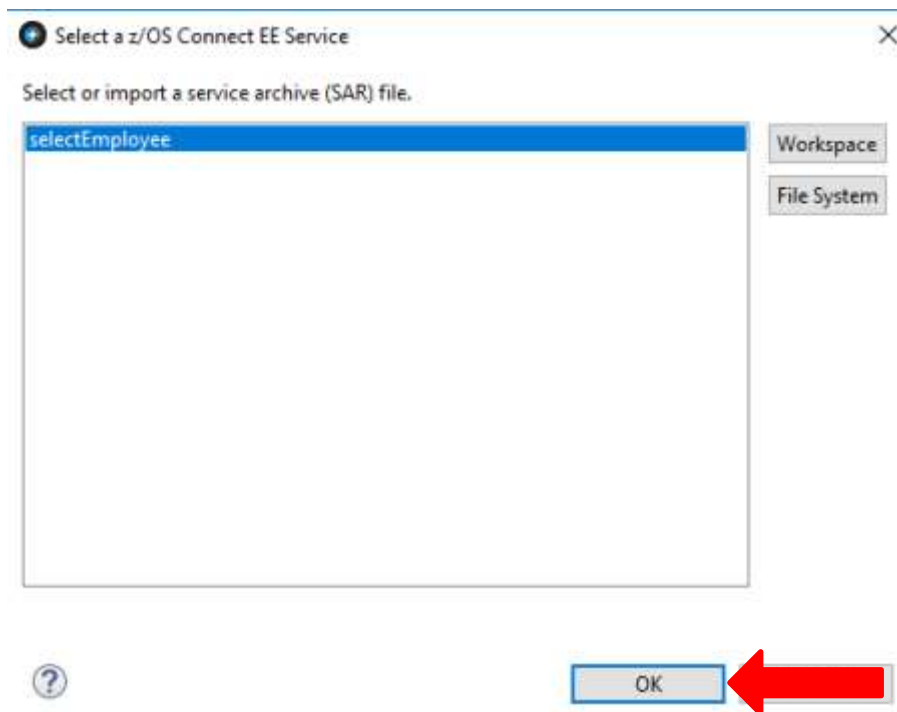 Select a z/OS Connect EE Service
Select or import a service archive (SAR) file.
selectEmployee
Workspace
File System
OK